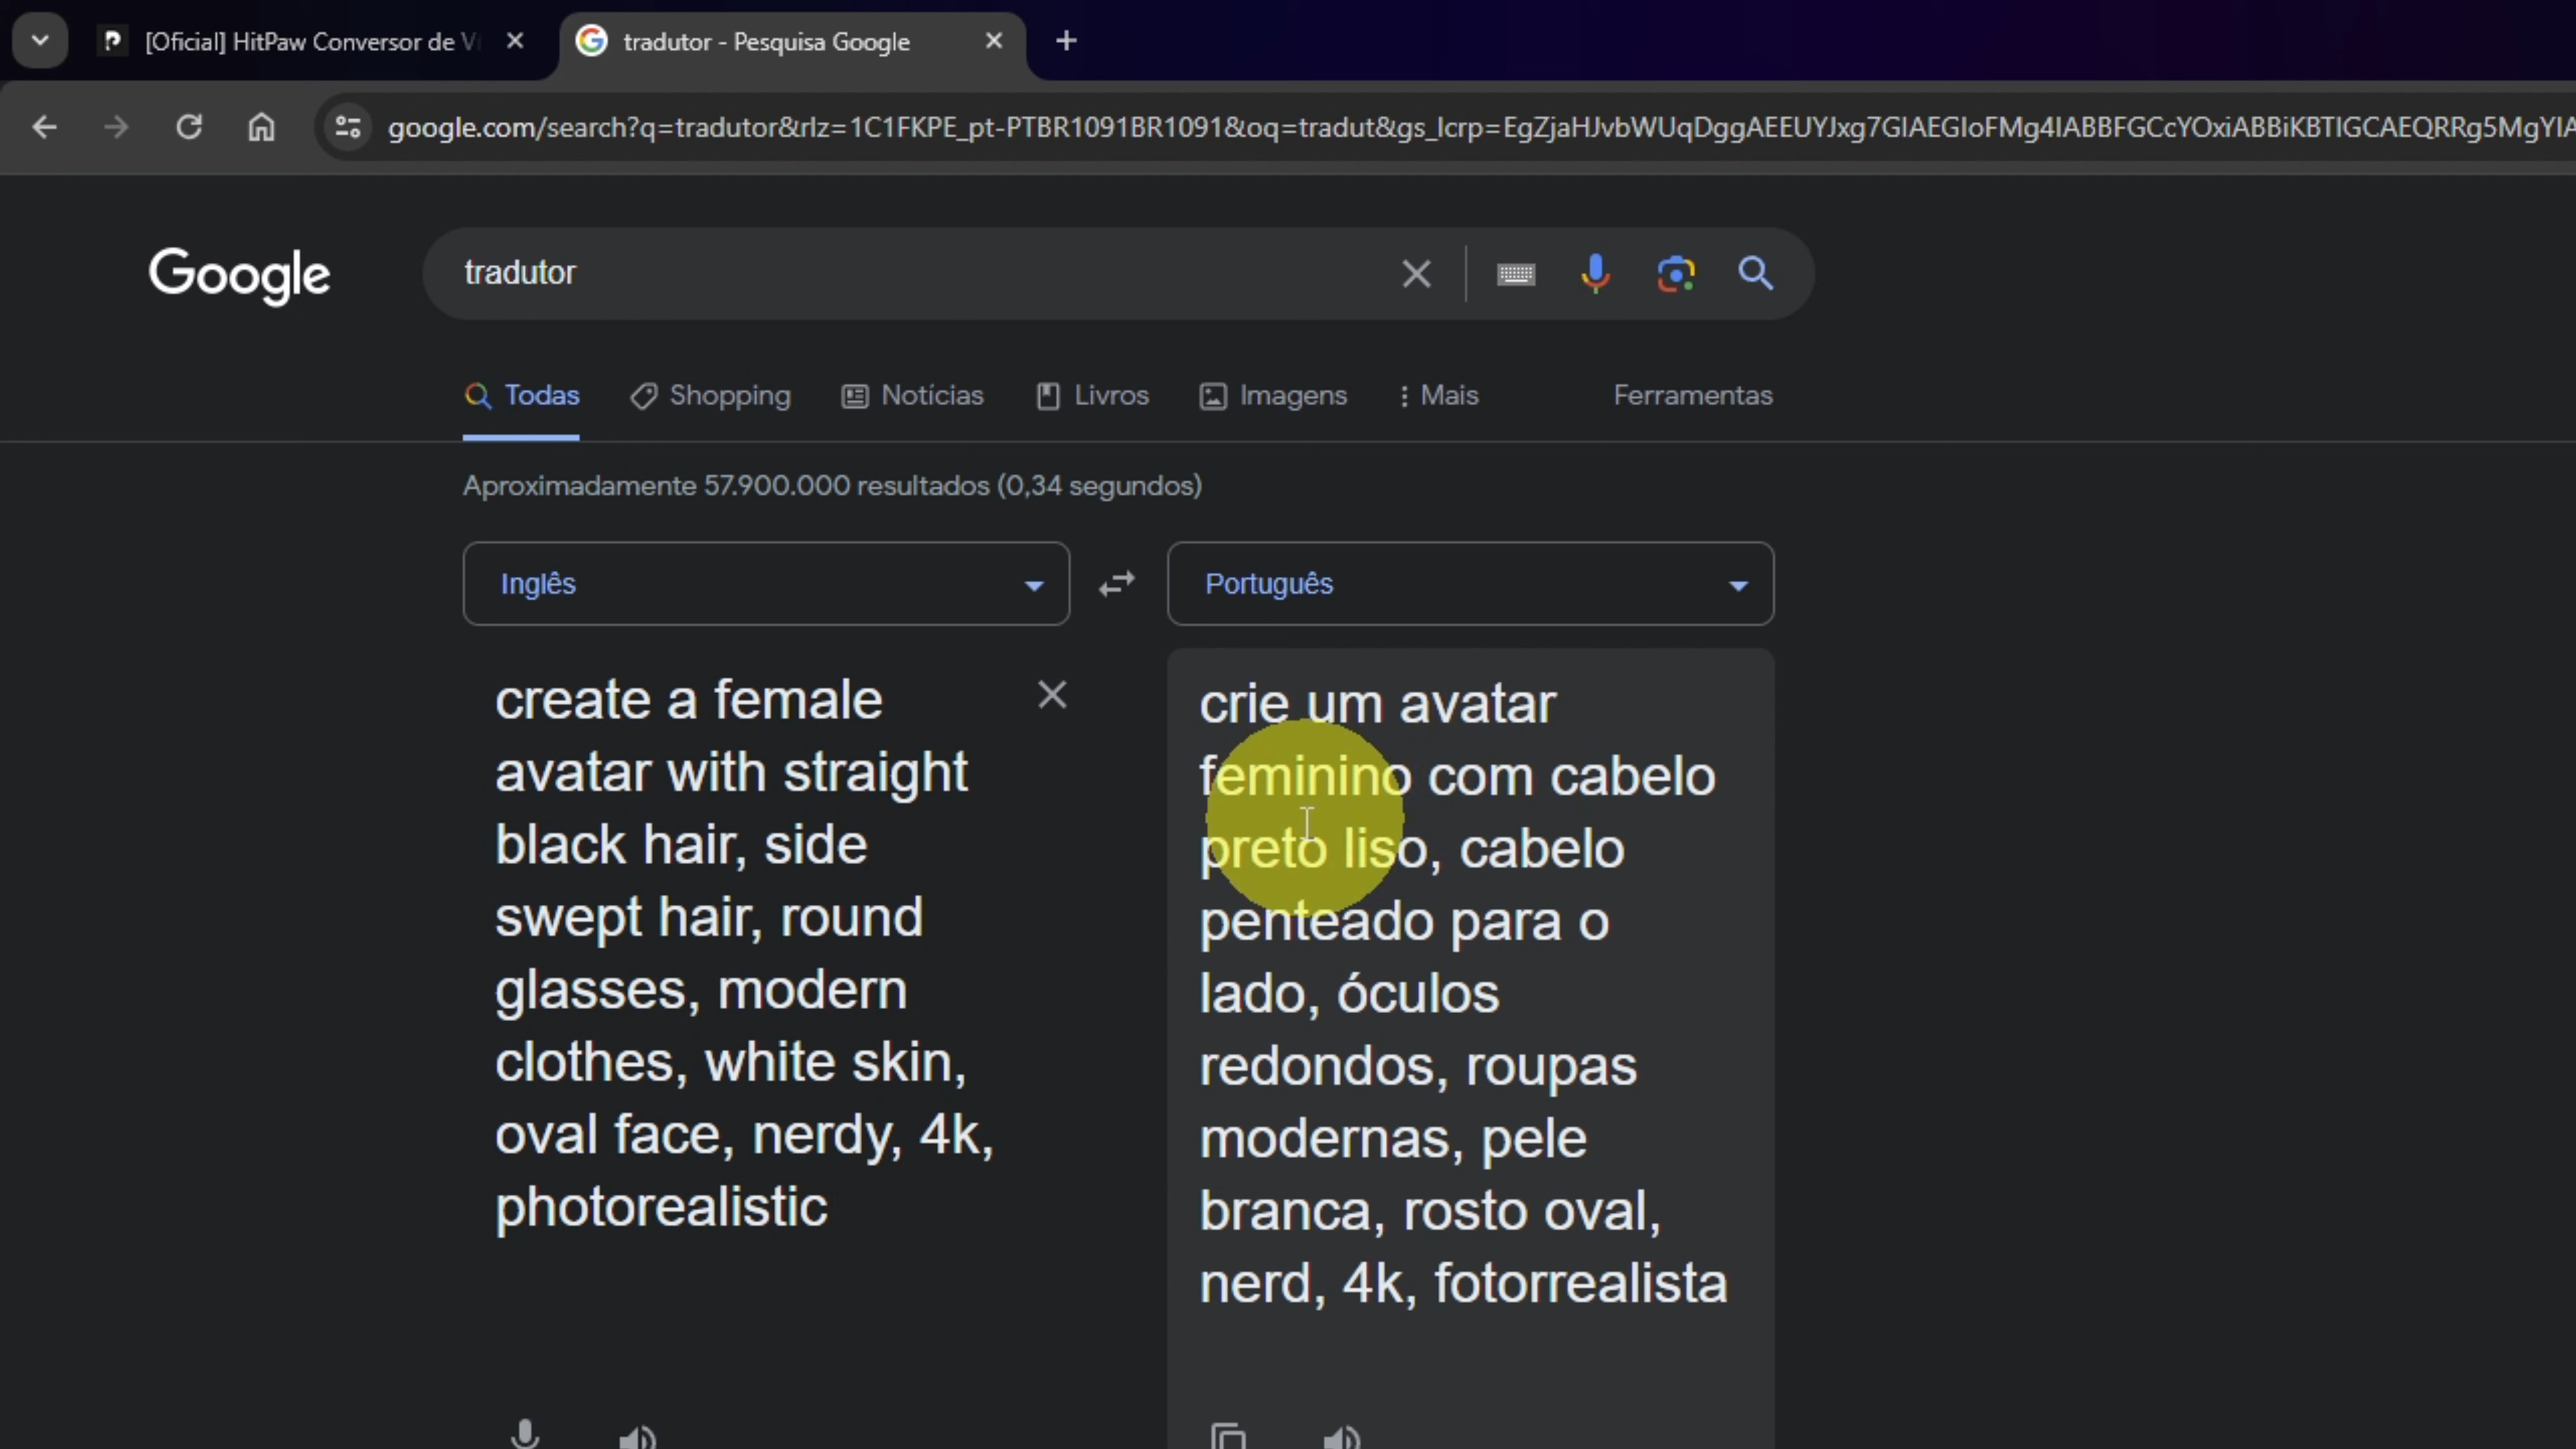 [Oficial] HitPaw Conversor de Ví
tradutor - Pesquisa Google
google.com/search?q=tradutor&rlz=1C1FKPE_pt-PTBR1091BR1091&oq=tradut&gs_lcrp=
Google
tradutor
Todas
Shopping
Notícias
Livros
Imagens
Mais
Ferramentas
Aproximadamente 57.900.000 resultados (0,34 segundos)
Inglês
Português
create a female
avatar with straight
black hair, side
swept hair, round
glasses, modern
clothes, white skin,
oval face, nerdy, 4k,
photorealistic
crie um avatar
feminino com cabelo
preto liso, cabelo
penteado para o
lado, óculos
redondos, roupas
modernas, pele
branca, rosto oval,
nerd, 4k, fotorrealista